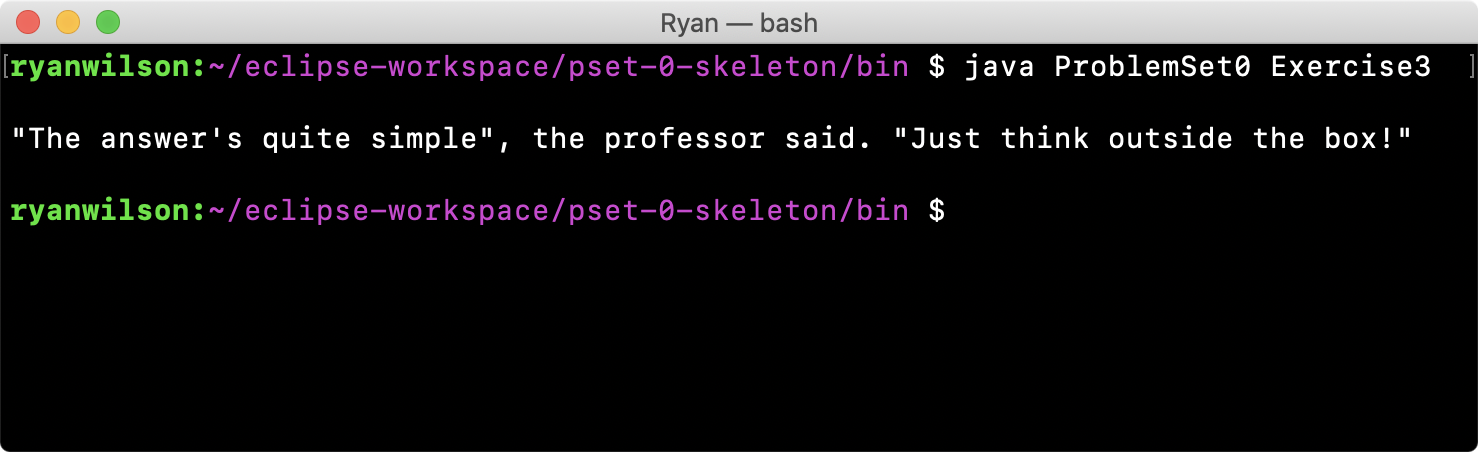 Ryan — bash
[ryanwilson:~/eclipse-workspace/pset-0-skeleton/bin $ java ProblemSet0 Exercise3 ]
"The answer's quite simple", the professor said. "Just think outside the box!"
ryanwilson:~/eclipse-workspace/pset-0-skeleton/bin $